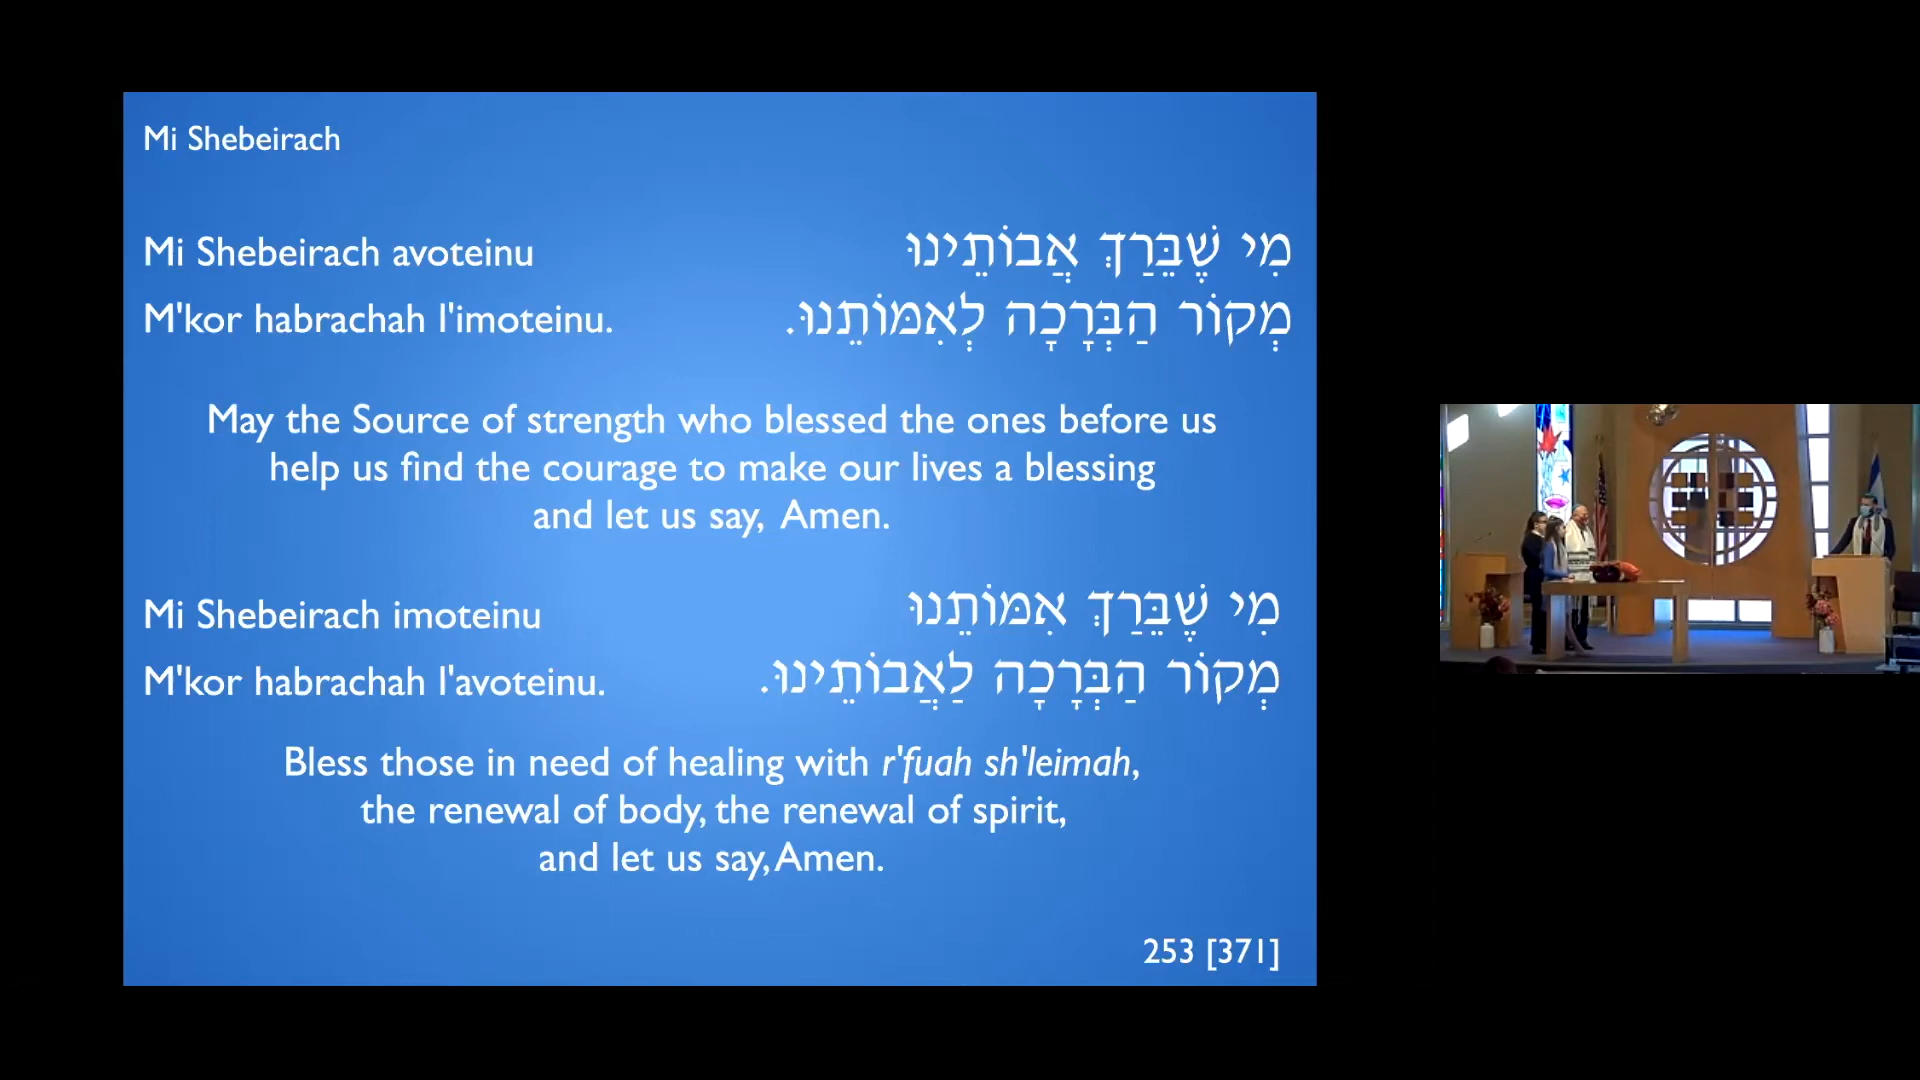 Mi Shebeirach
Mi Shebeirach avoteinu
מִי שֶׁבֵּרַךְ אֲבוֹתֵינוּ
M'kor habrachah l'imoteinu.
מְקוֹר הַבְּרָכָה לְאִמּוֹתֵנוּ.
May the Source of strength who blessed the ones before us
help us find the courage to make our lives a blessing
and let us say, Amen.
Mi Shebeirach imoteinu
מִי שֶׁבֵּרַךְ אִמּוֹתֵנוּ
M'kor habrachah l'avoteinu.
מְקוֹר הַבְּרָכָה לַאֲבוֹתֵינוּ.
Bless those in need of healing with r'fuah sh'leimah,
the renewal of body, the renewal of spirit,
and let us say, Amen.
253 [371]